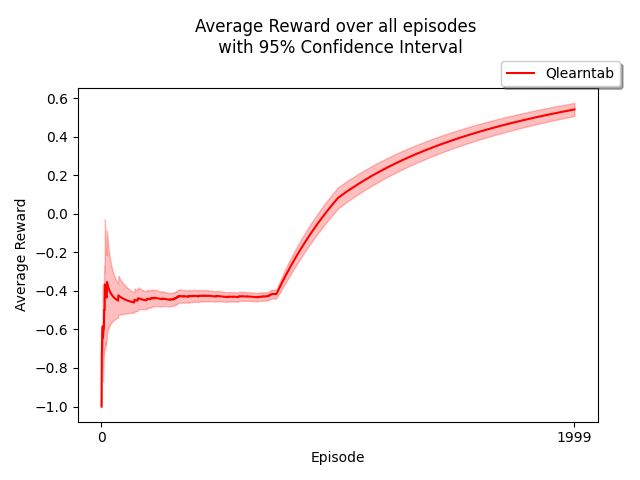 Average Reward over all episodes
with 95% Confidence Interval
Qlearntab
0.6
0.4
0.2
0.0
−0.2
−0.4
−0.6
−0.8
−1.0
Average Reward
0
1999
Episode